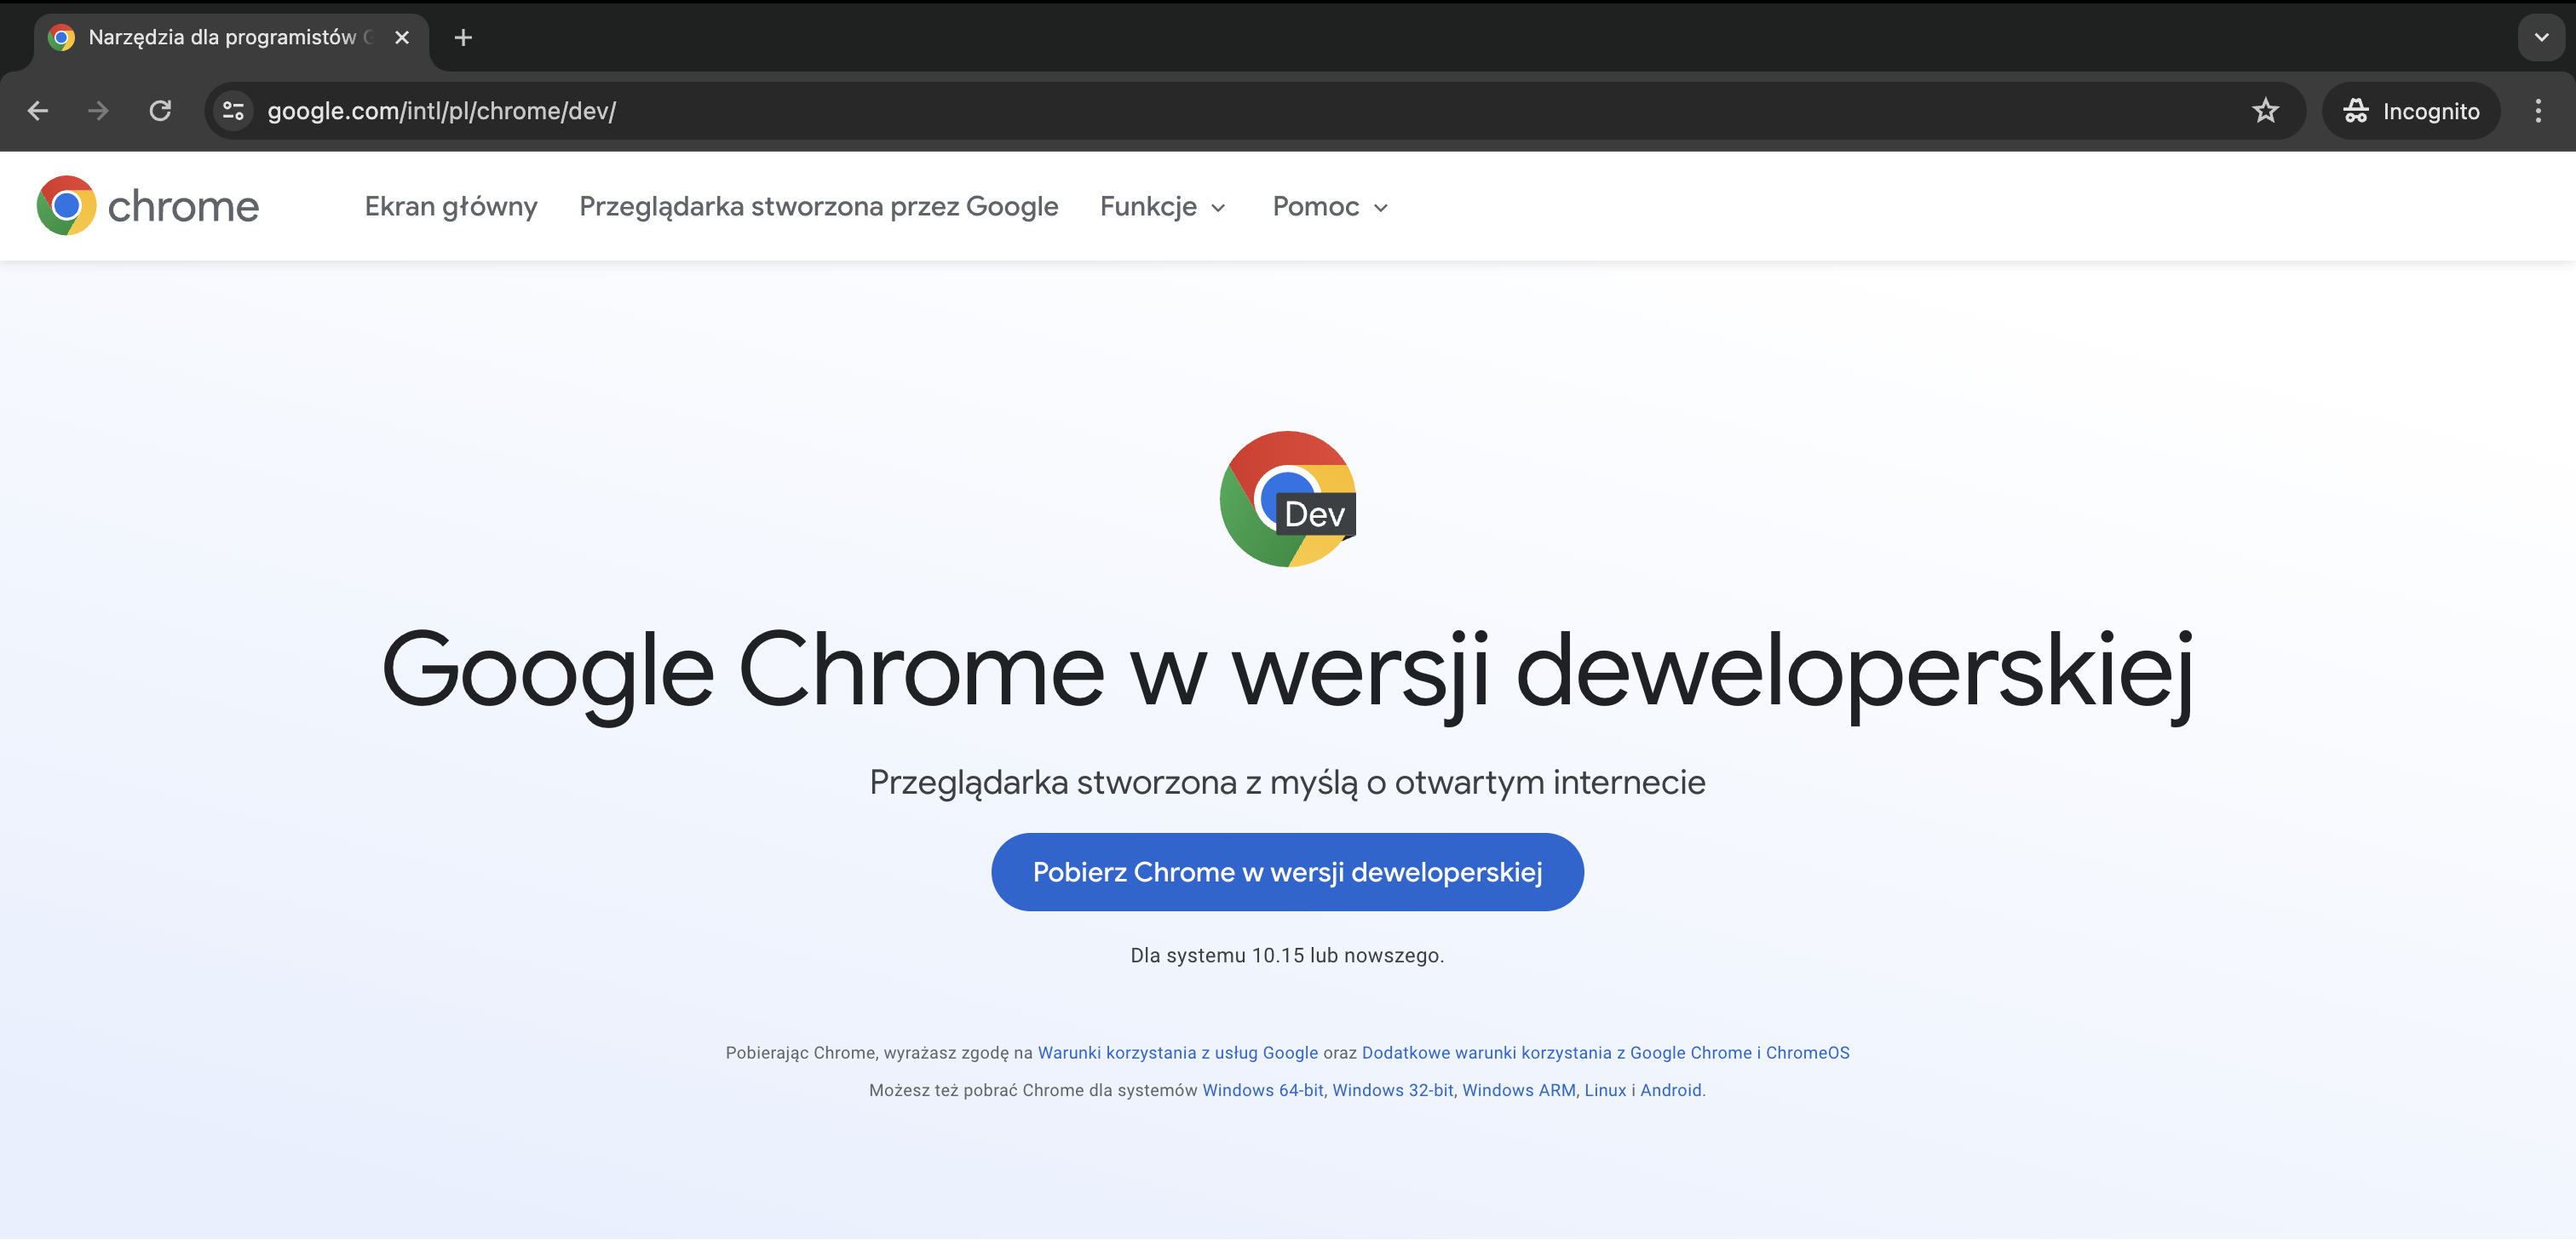 Narzędzia dla programistów
google.com/intl/pl/chrome/dev/
Incognito
chrome
Ekran główny
Przeglądarka stworzona przez Google
Funkcje
Pomoc
Dev
Google Chrome w wersji deweloperskiej
Przeglądarka stworzona z myślą o otwartym internecie
Pobierz Chrome w wersji deweloperskiej
Dla systemu 10.15 lub nowszego.
Pobierając Chrome, wyrażasz zgodę na Warunki korzystania z usług Google oraz Dodatkowe warunki korzystania z Google Chrome i ChromeOS
Możesz też pobrać Chrome dla systemów Windows 64-bit, Windows 32-bit, Windows ARM, Linux i Android.